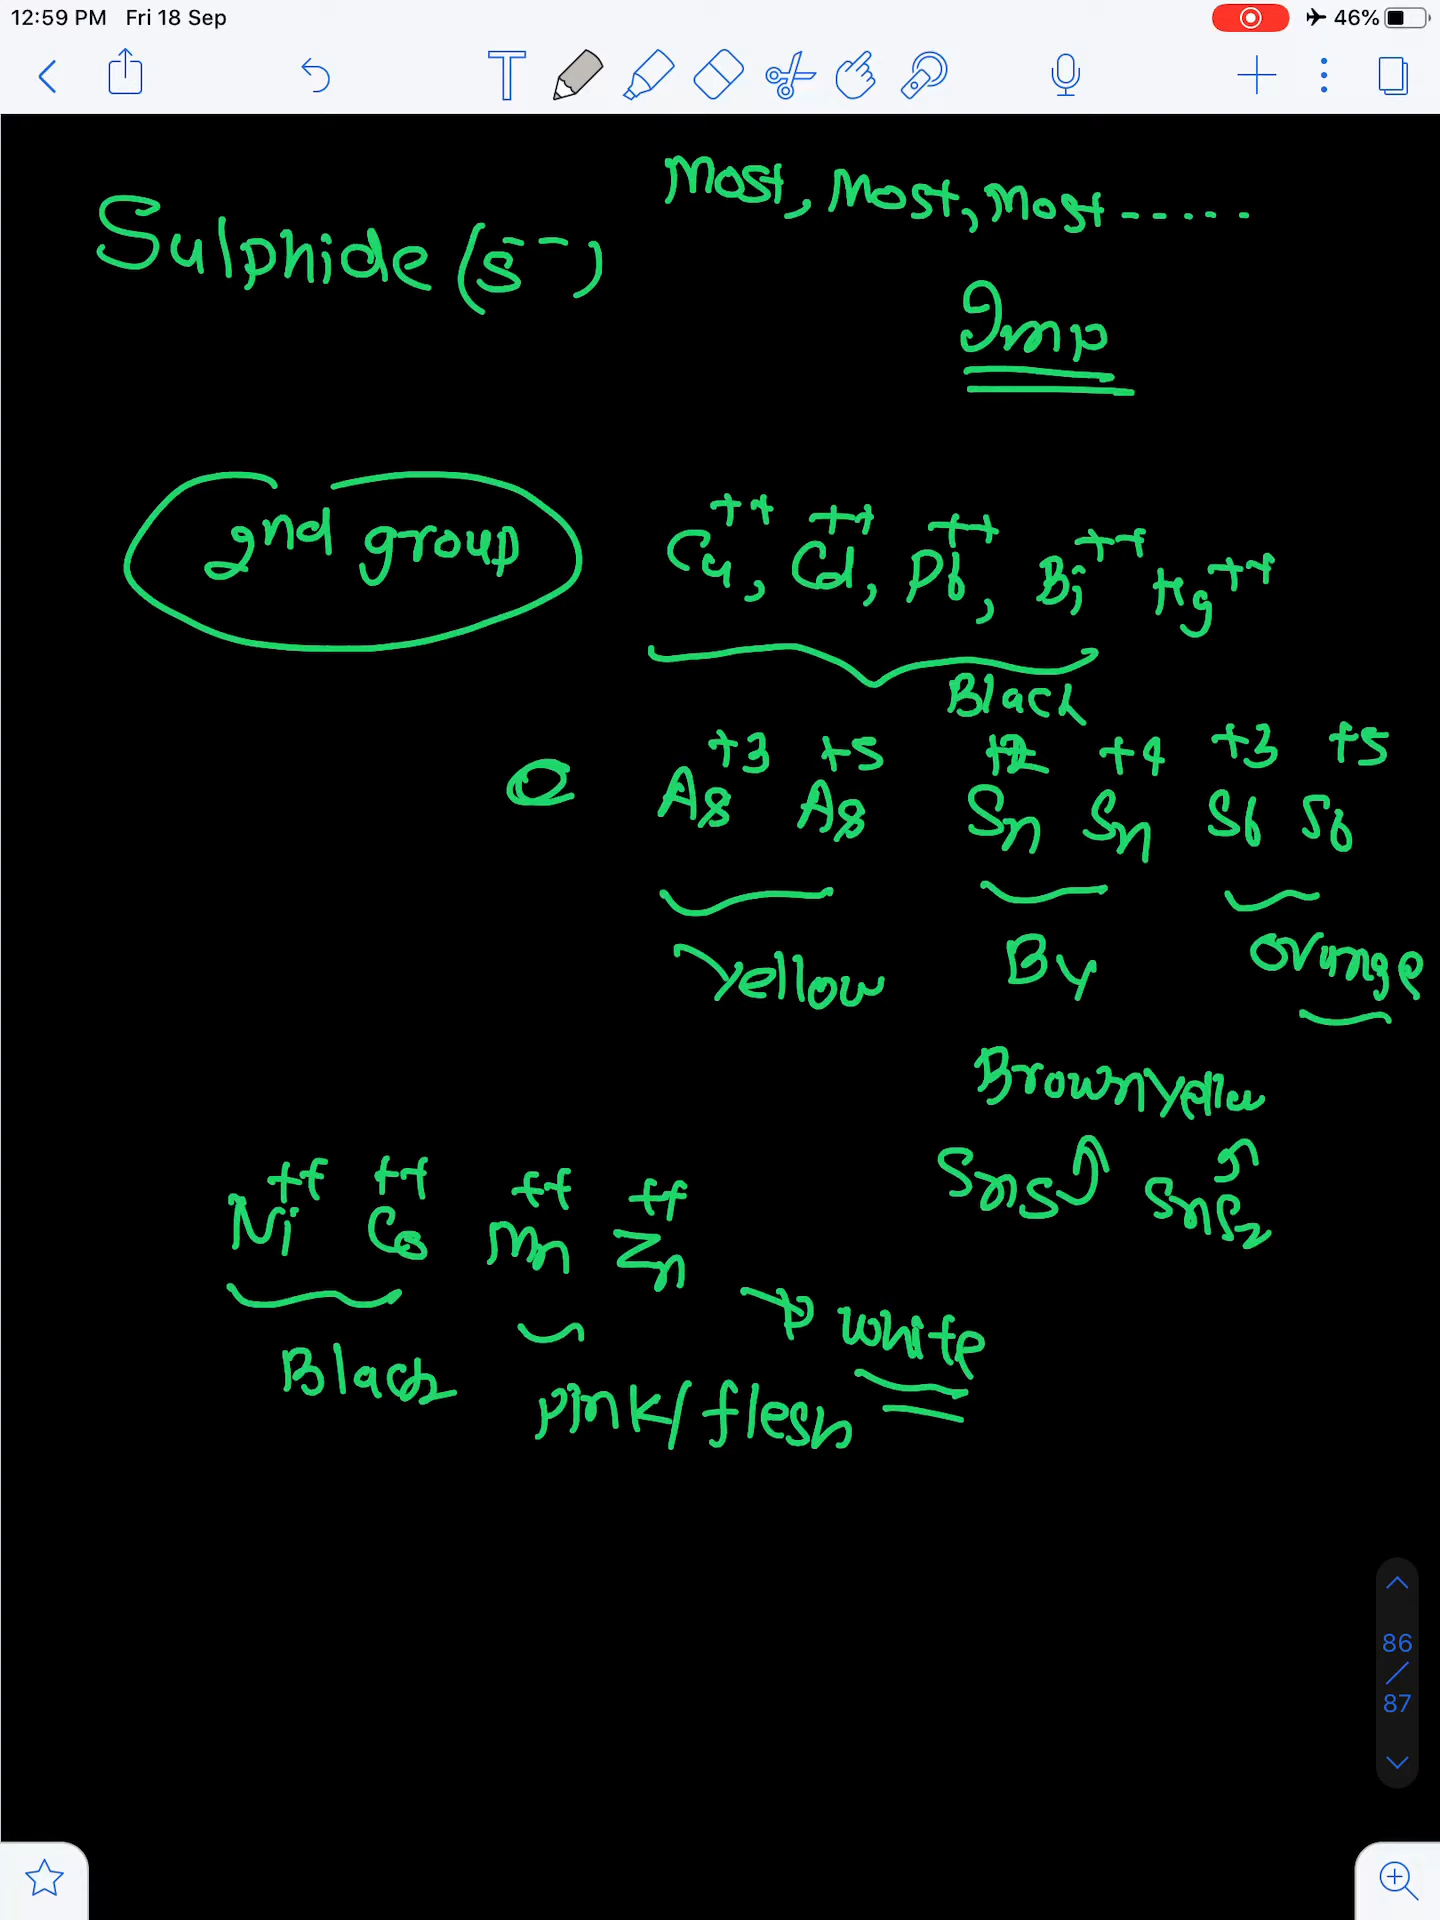 12:59 PM Fri 18 Sep 46%
T
Most, Most, Most-----
Sulphide (S--)
Imp
2nd group
Cu++, Cd++, Pb++, Bi++ Hg++
Black
As+3 As+5 Sn+2 Sn+4 Sb+3 Sb+5
Yellow By Orange
Brown Yellow
SnS SnS2
Ni++ Co++ Mn++ Zn++
→ white
Black pink/flesh
86
/
87